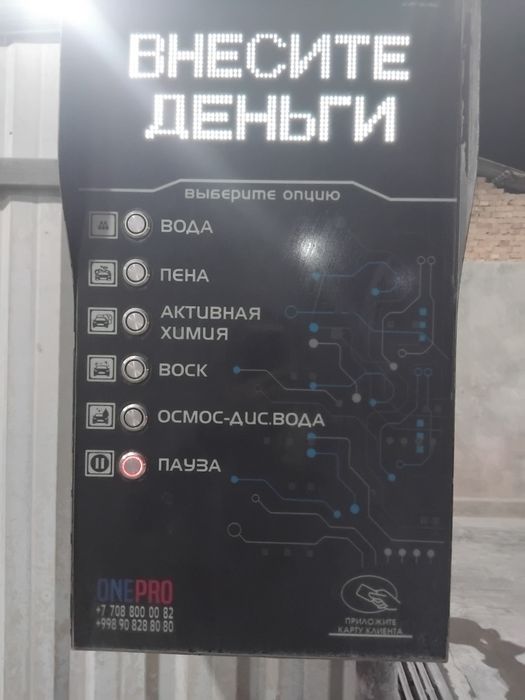 ВНЕСИТЕ
ДЕНЬГИ
ВЫБЕРИТЕ ОПЦИЮ
ВОДА
ПЕНА
АКТИВНАЯ
ХИМИЯ
ВОСК
ОСМОС-ДИС.ВОДА
ПАУЗА
ONEPRO
+7 708 800 00 82
+998 90 828 80 80
ПРИЛОЖИТЕ
КАРТУ КЛИЕНТА